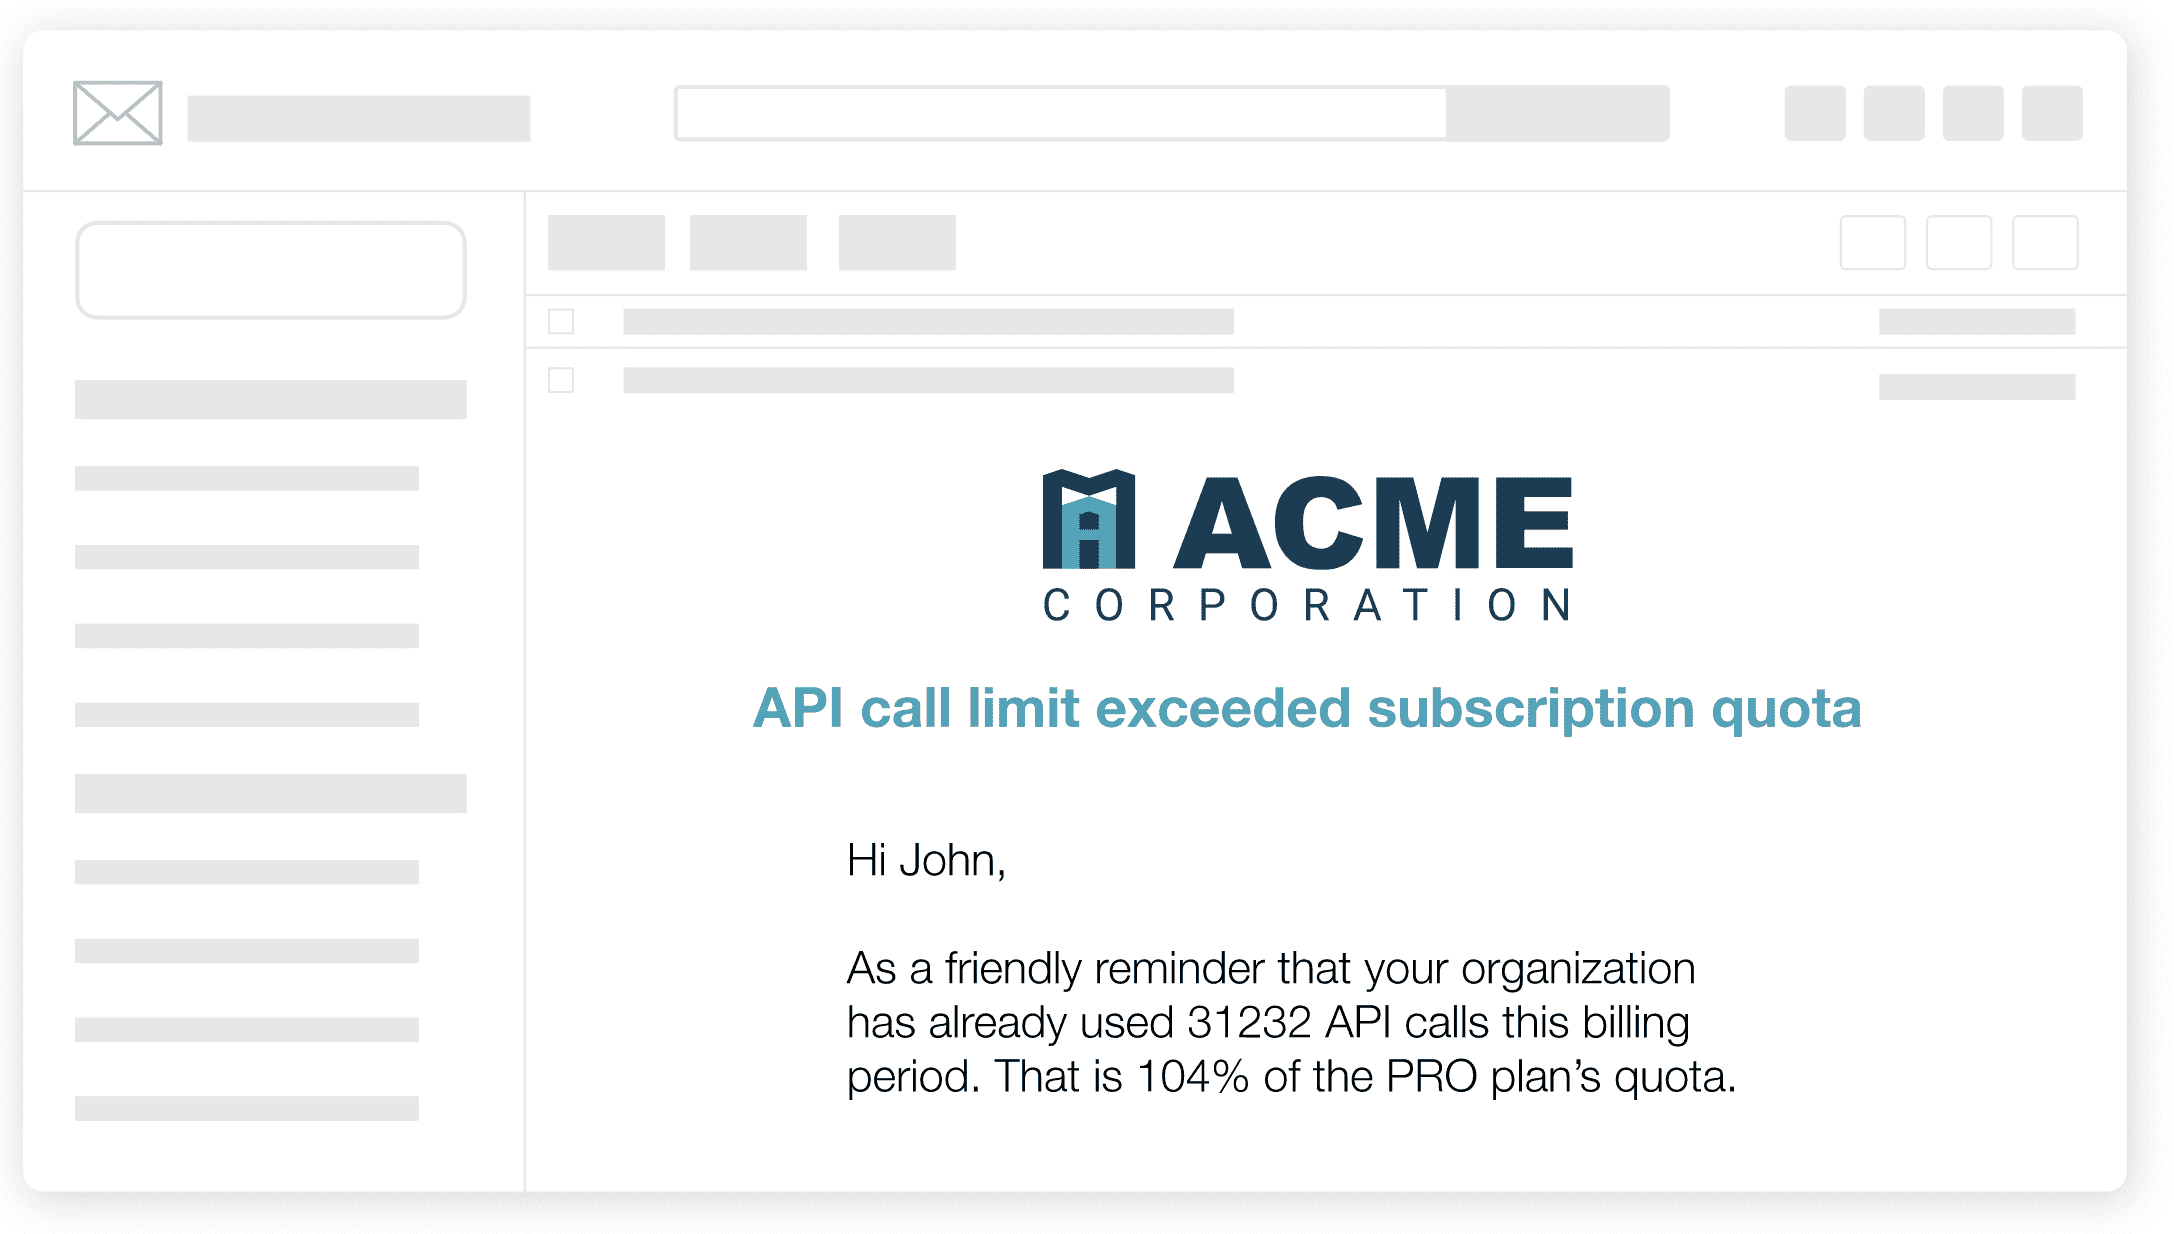 ACME
CORPORATION
API call limit exceeded subscription quota
Hi John,
As a friendly reminder that your organization
has already used 31232 API calls this billing
period. That is 104% of the PRO plan’s quota.